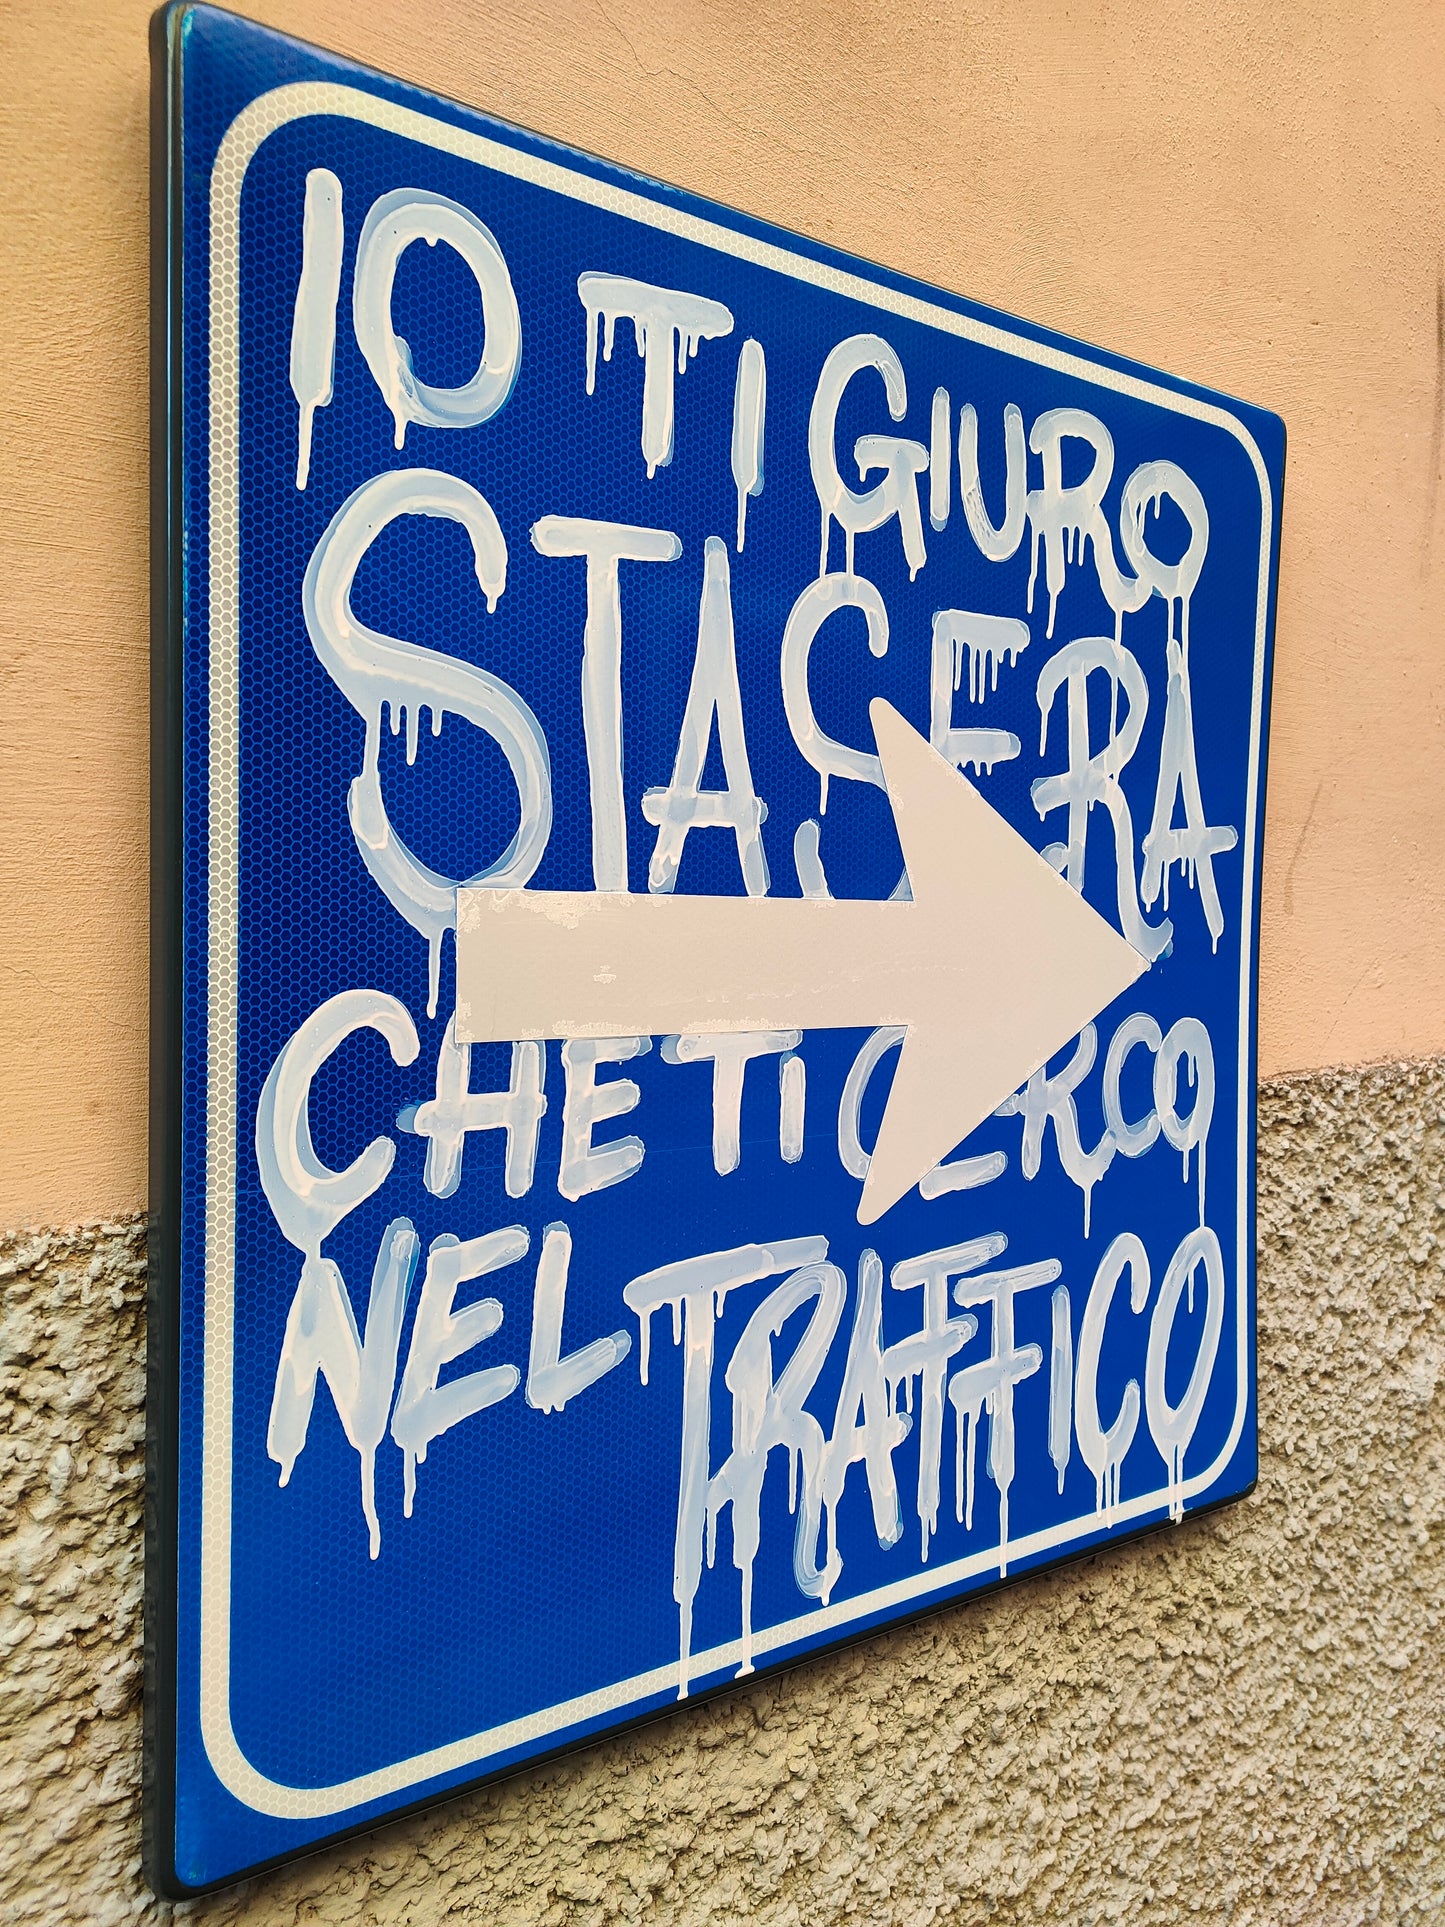 IO TI GIURO
STASERA
CHE TI CERCO
NEL TRAFFICO